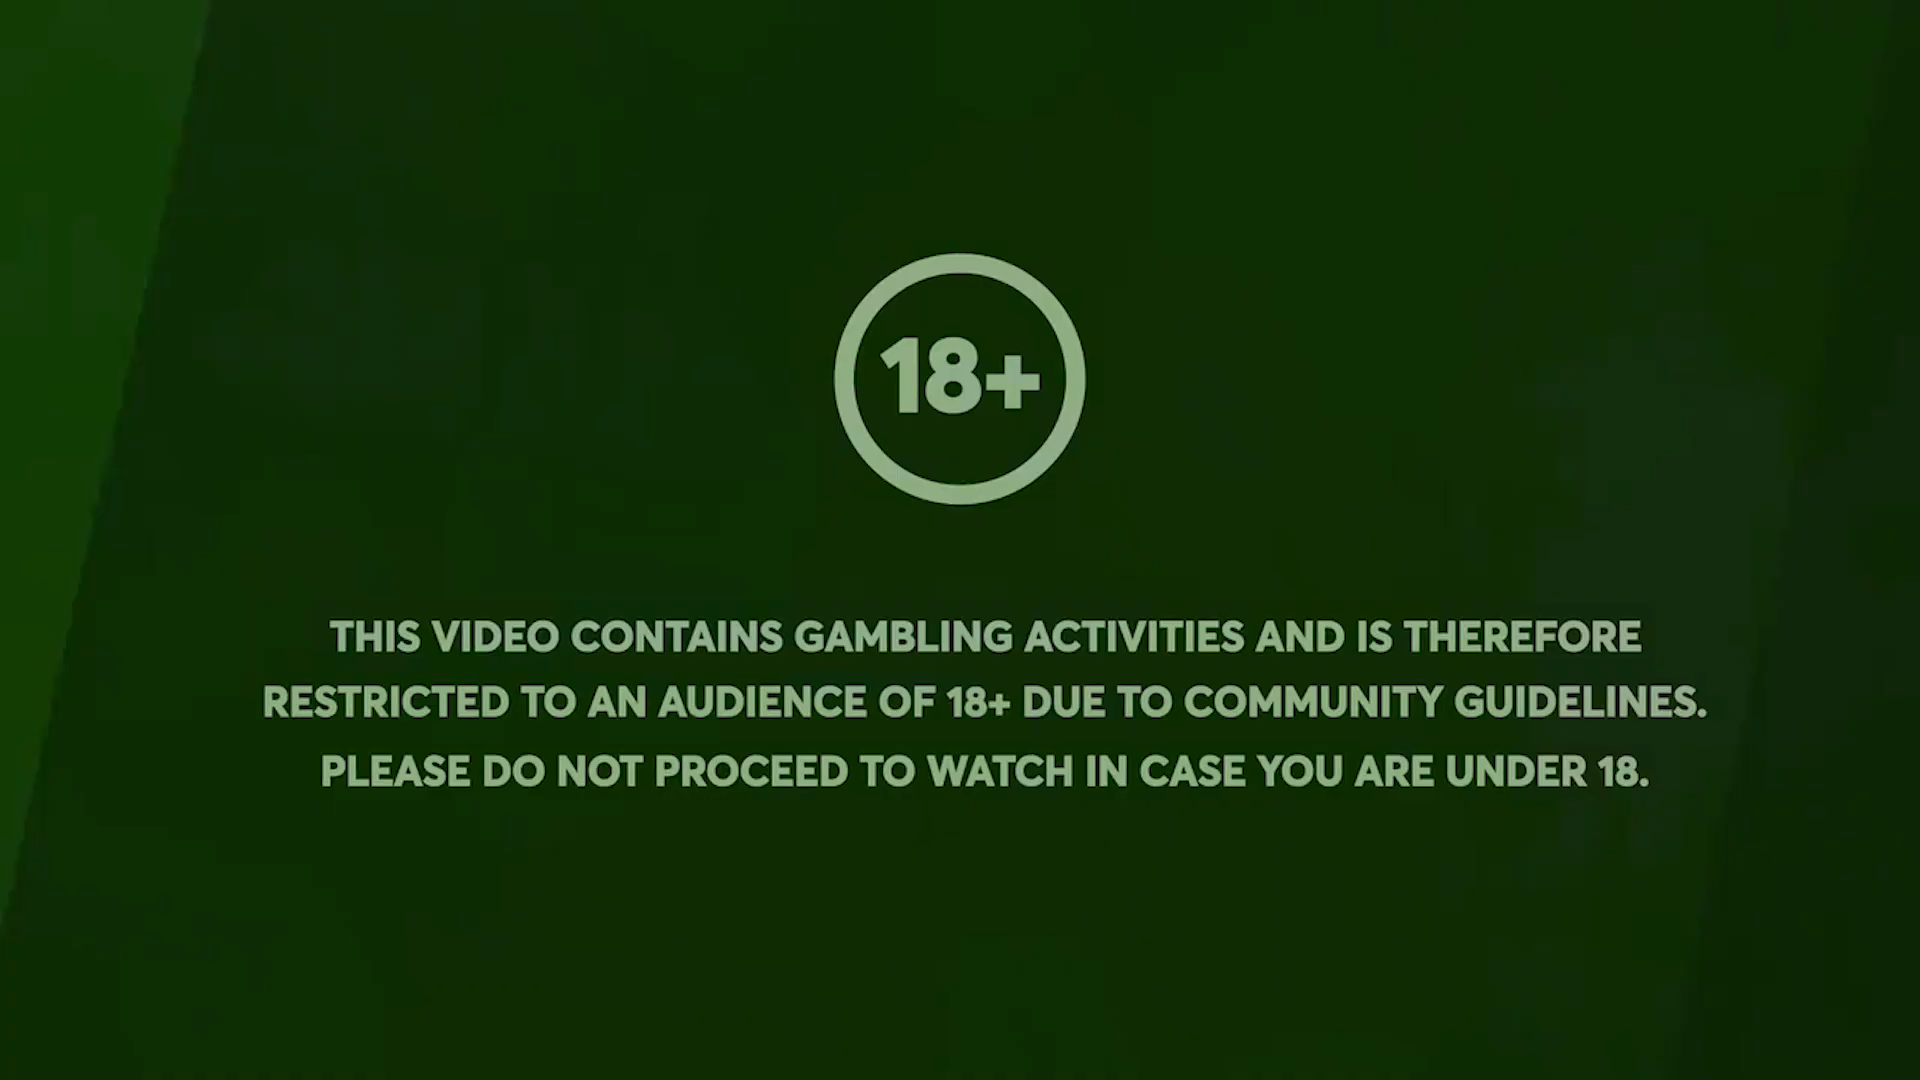 18+
THIS VIDEO CONTAINS GAMBLING ACTIVITIES AND IS THEREFORE
RESTRICTED TO AN AUDIENCE OF 18+ DUE TO COMMUNITY GUIDELINES.
PLEASE DO NOT PROCEED TO WATCH IN CASE YOU ARE UNDER 18.